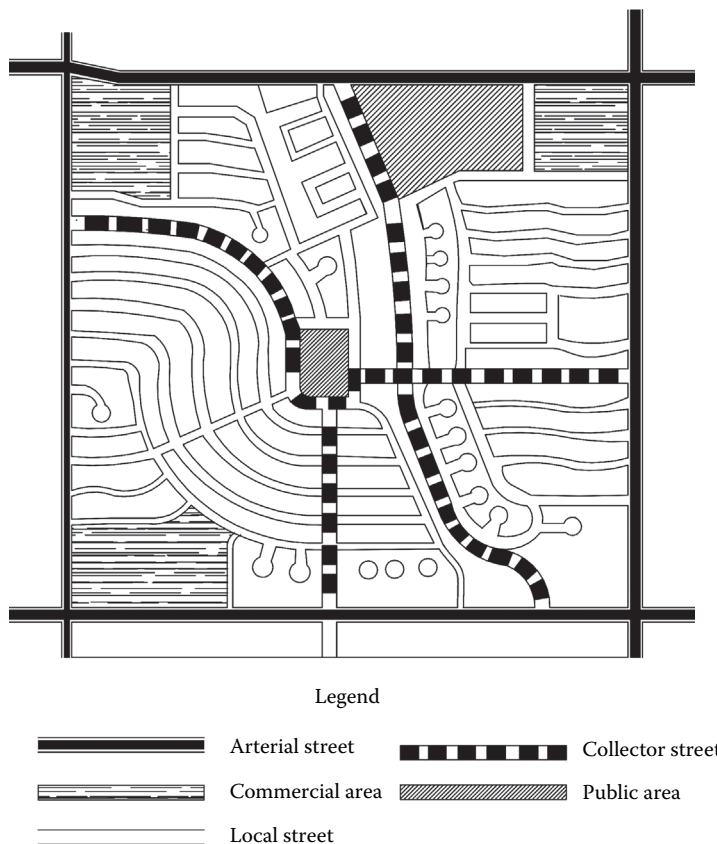 Legend
Arterial street
Collector street
Commercial area
Public area
Local street